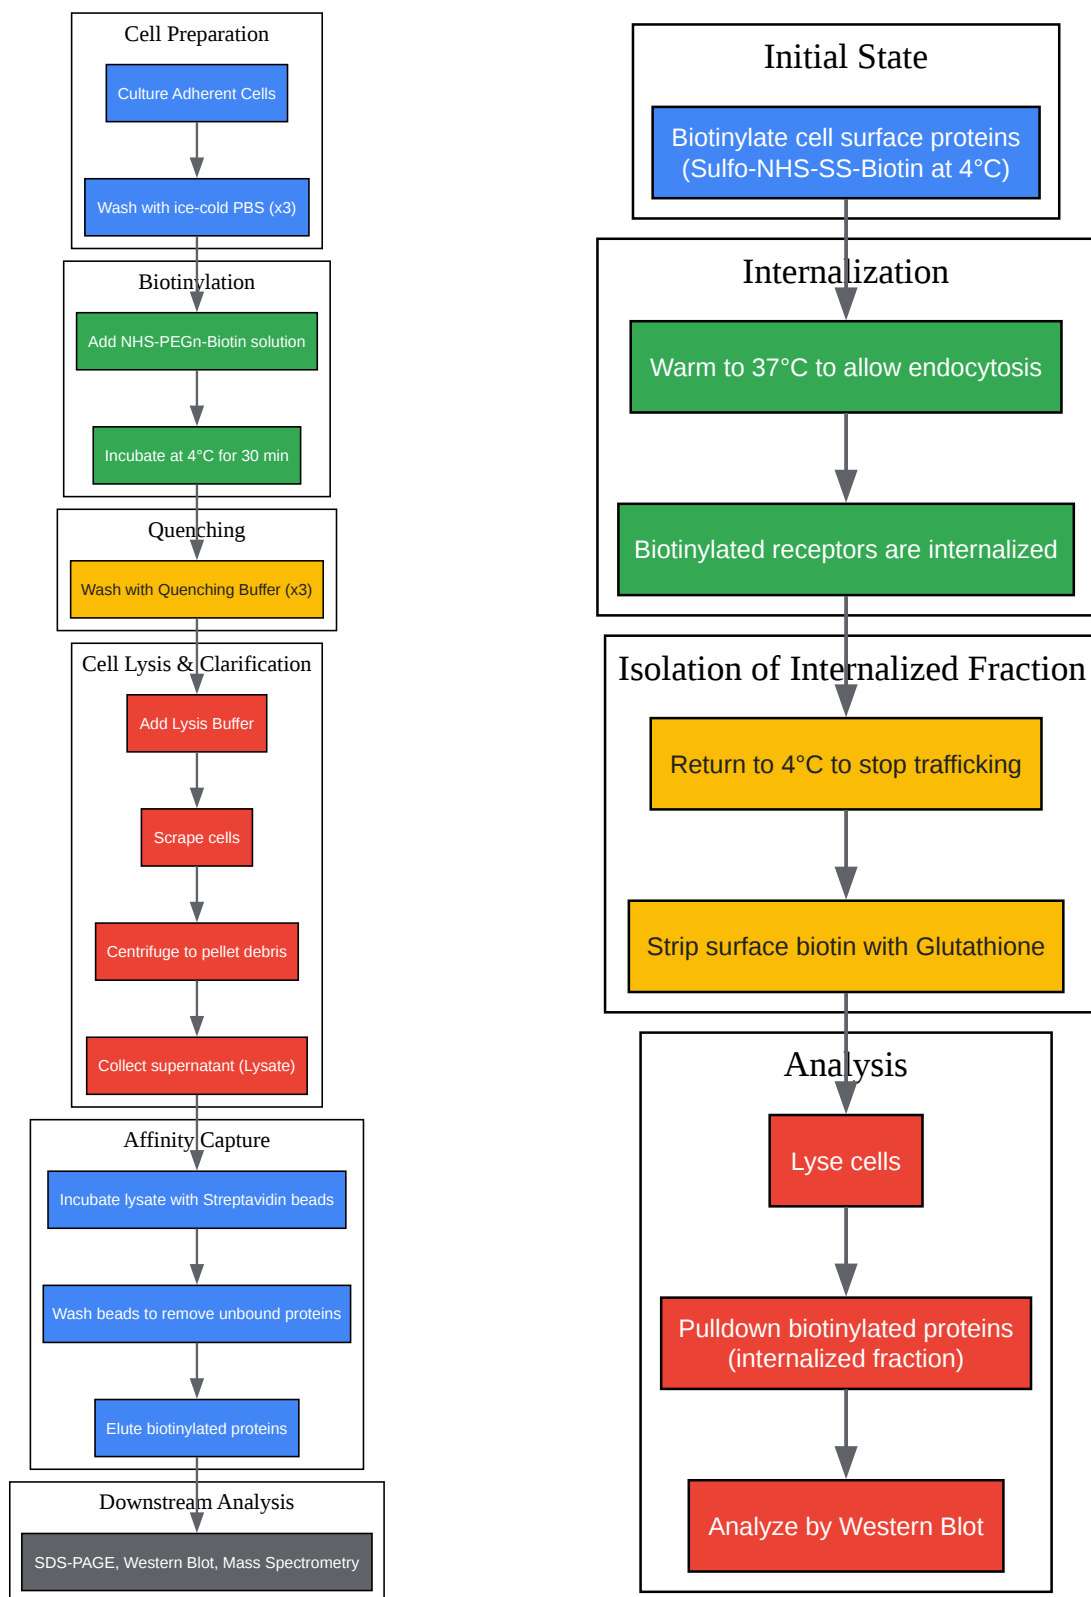 Cell Preparation
Culture Adherent Cells
Wash with ice-cold PBS (x3)
Biotinylation
Add NHS-PEGn-Biotin solution
Incubate at 4°C for 30 min
Quenching
Wash with Quenching Buffer (x3)
Cell Lysis & Clarification
Add Lysis Buffer
Scrape cells
Centrifuge to pellet debris
Collect supernatant (Lysate)
Affinity Capture
Incubate lysate with Streptavidin beads
Wash beads to remove unbound proteins
Elute biotinylated proteins
Downstream Analysis
SDS-PAGE, Western Blot, Mass Spectrometry
Initial State
Biotinylate cell surface proteins
(Sulfo-NHS-SS-Biotin at 4°C)
Internalization
Warm to 37°C to allow endocytosis
Biotinylated receptors are internalized
Isolation of Internalized Fraction
Return to 4°C to stop trafficking
Strip surface biotin with Glutathione
Analysis
Lyse cells
Pulldown biotinylated proteins
(internalized fraction)
Analyze by Western Blot